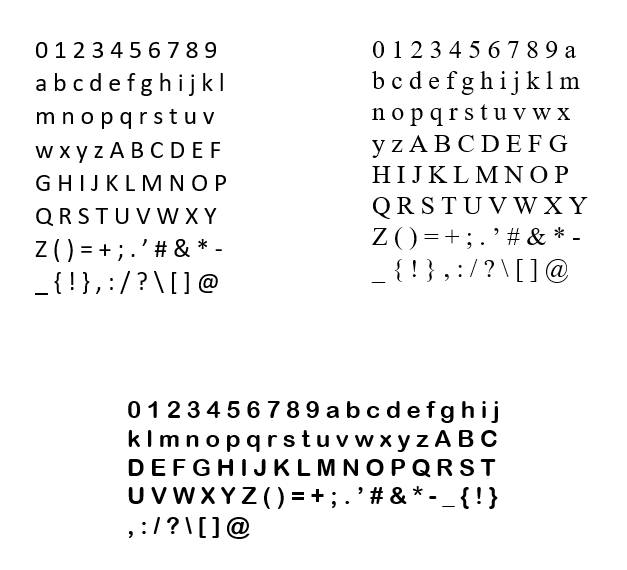 0 1 2 3 4 5 6 7 8 9
a b c d e f g h i j k l
m n o p q r s t u v
w x y z A B C D E F
G H I J K L M N O P
Q R S T U V W X Y
Z ( ) = + ; . ’ # & * -
_ { ! } , : / ? \ [ ] @
0 1 2 3 4 5 6 7 8 9 a
b c d e f g h i j k l m
n o p q r s t u v w x
y z A B C D E F G
H I J K L M N O P
Q R S T U V W X Y
Z ( ) = + ; . ’ # & * -
_ { ! } , : / ? \ [ ] @
0 1 2 3 4 5 6 7 8 9 a b c d e f g h i j
k l m n o p q r s t u v w x y z A B C
D E F G H I J K L M N O P Q R S T
U V W X Y Z ( ) = + ; . ’ # & * - _ { ! }
, : / ? \ [ ] @